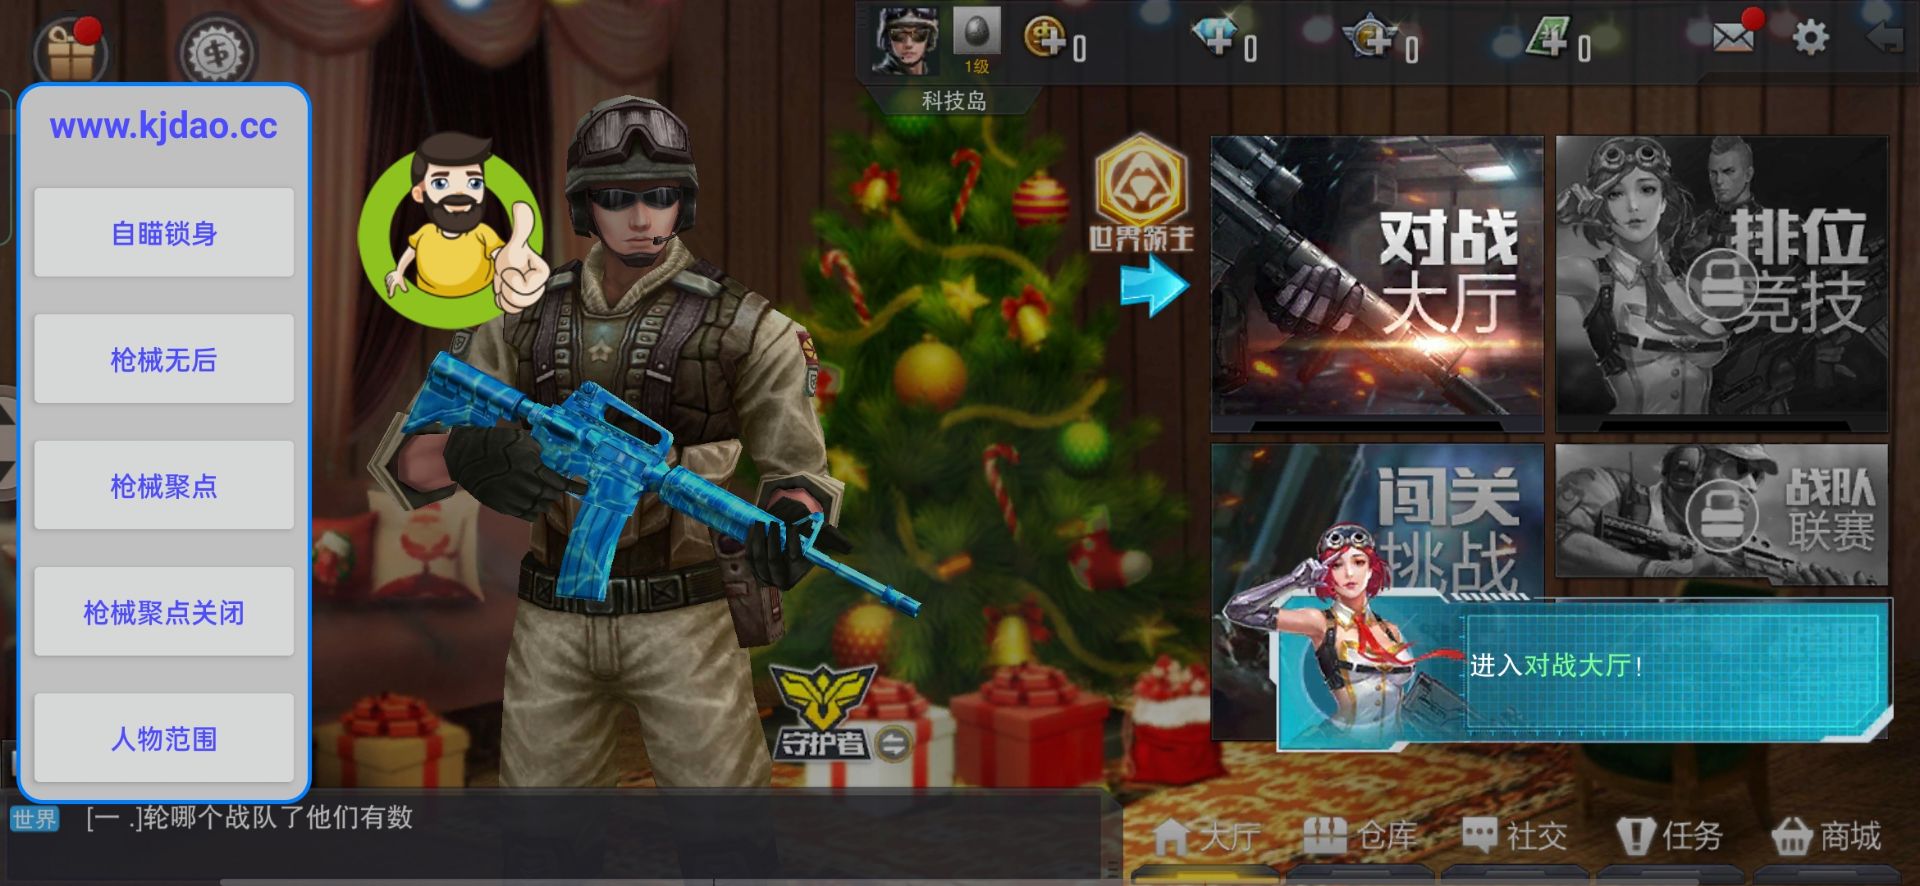 1级
0
0
0
0
科技岛
www.kjdao.cc
自瞄锁身
枪械无后
枪械聚点
枪械聚点关闭
人物范围
世界领主
对战
大厅
排位
竞技
闯关
挑战
战队
联赛
进入对战大厅!
守护者
世界 [一 .]轮哪个战队了他们有数
大厅
仓库
社交
任务
商城